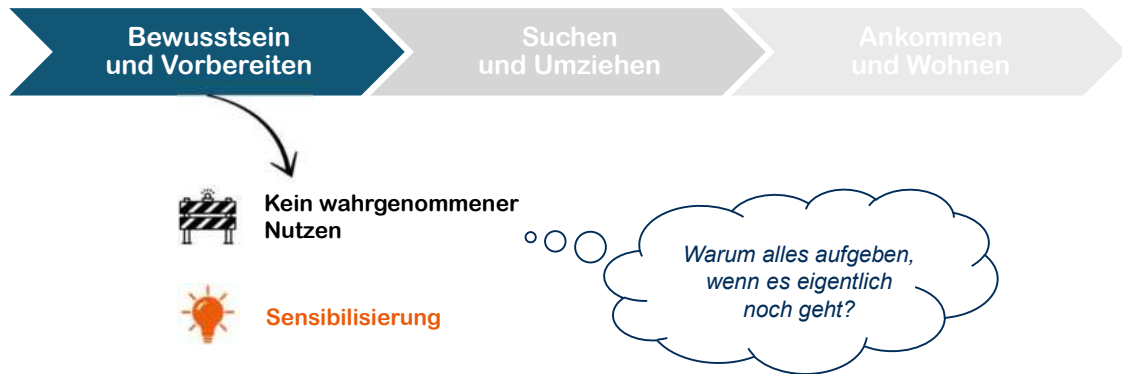 Bewusstsein
und Vorbereiten
Suchen
und Umziehen
Ankommen
und Wohnen
Kein wahrgenommener
Nutzen
Warum alles aufgeben,
wenn es eigentlich
noch geht?
Sensibilisierung